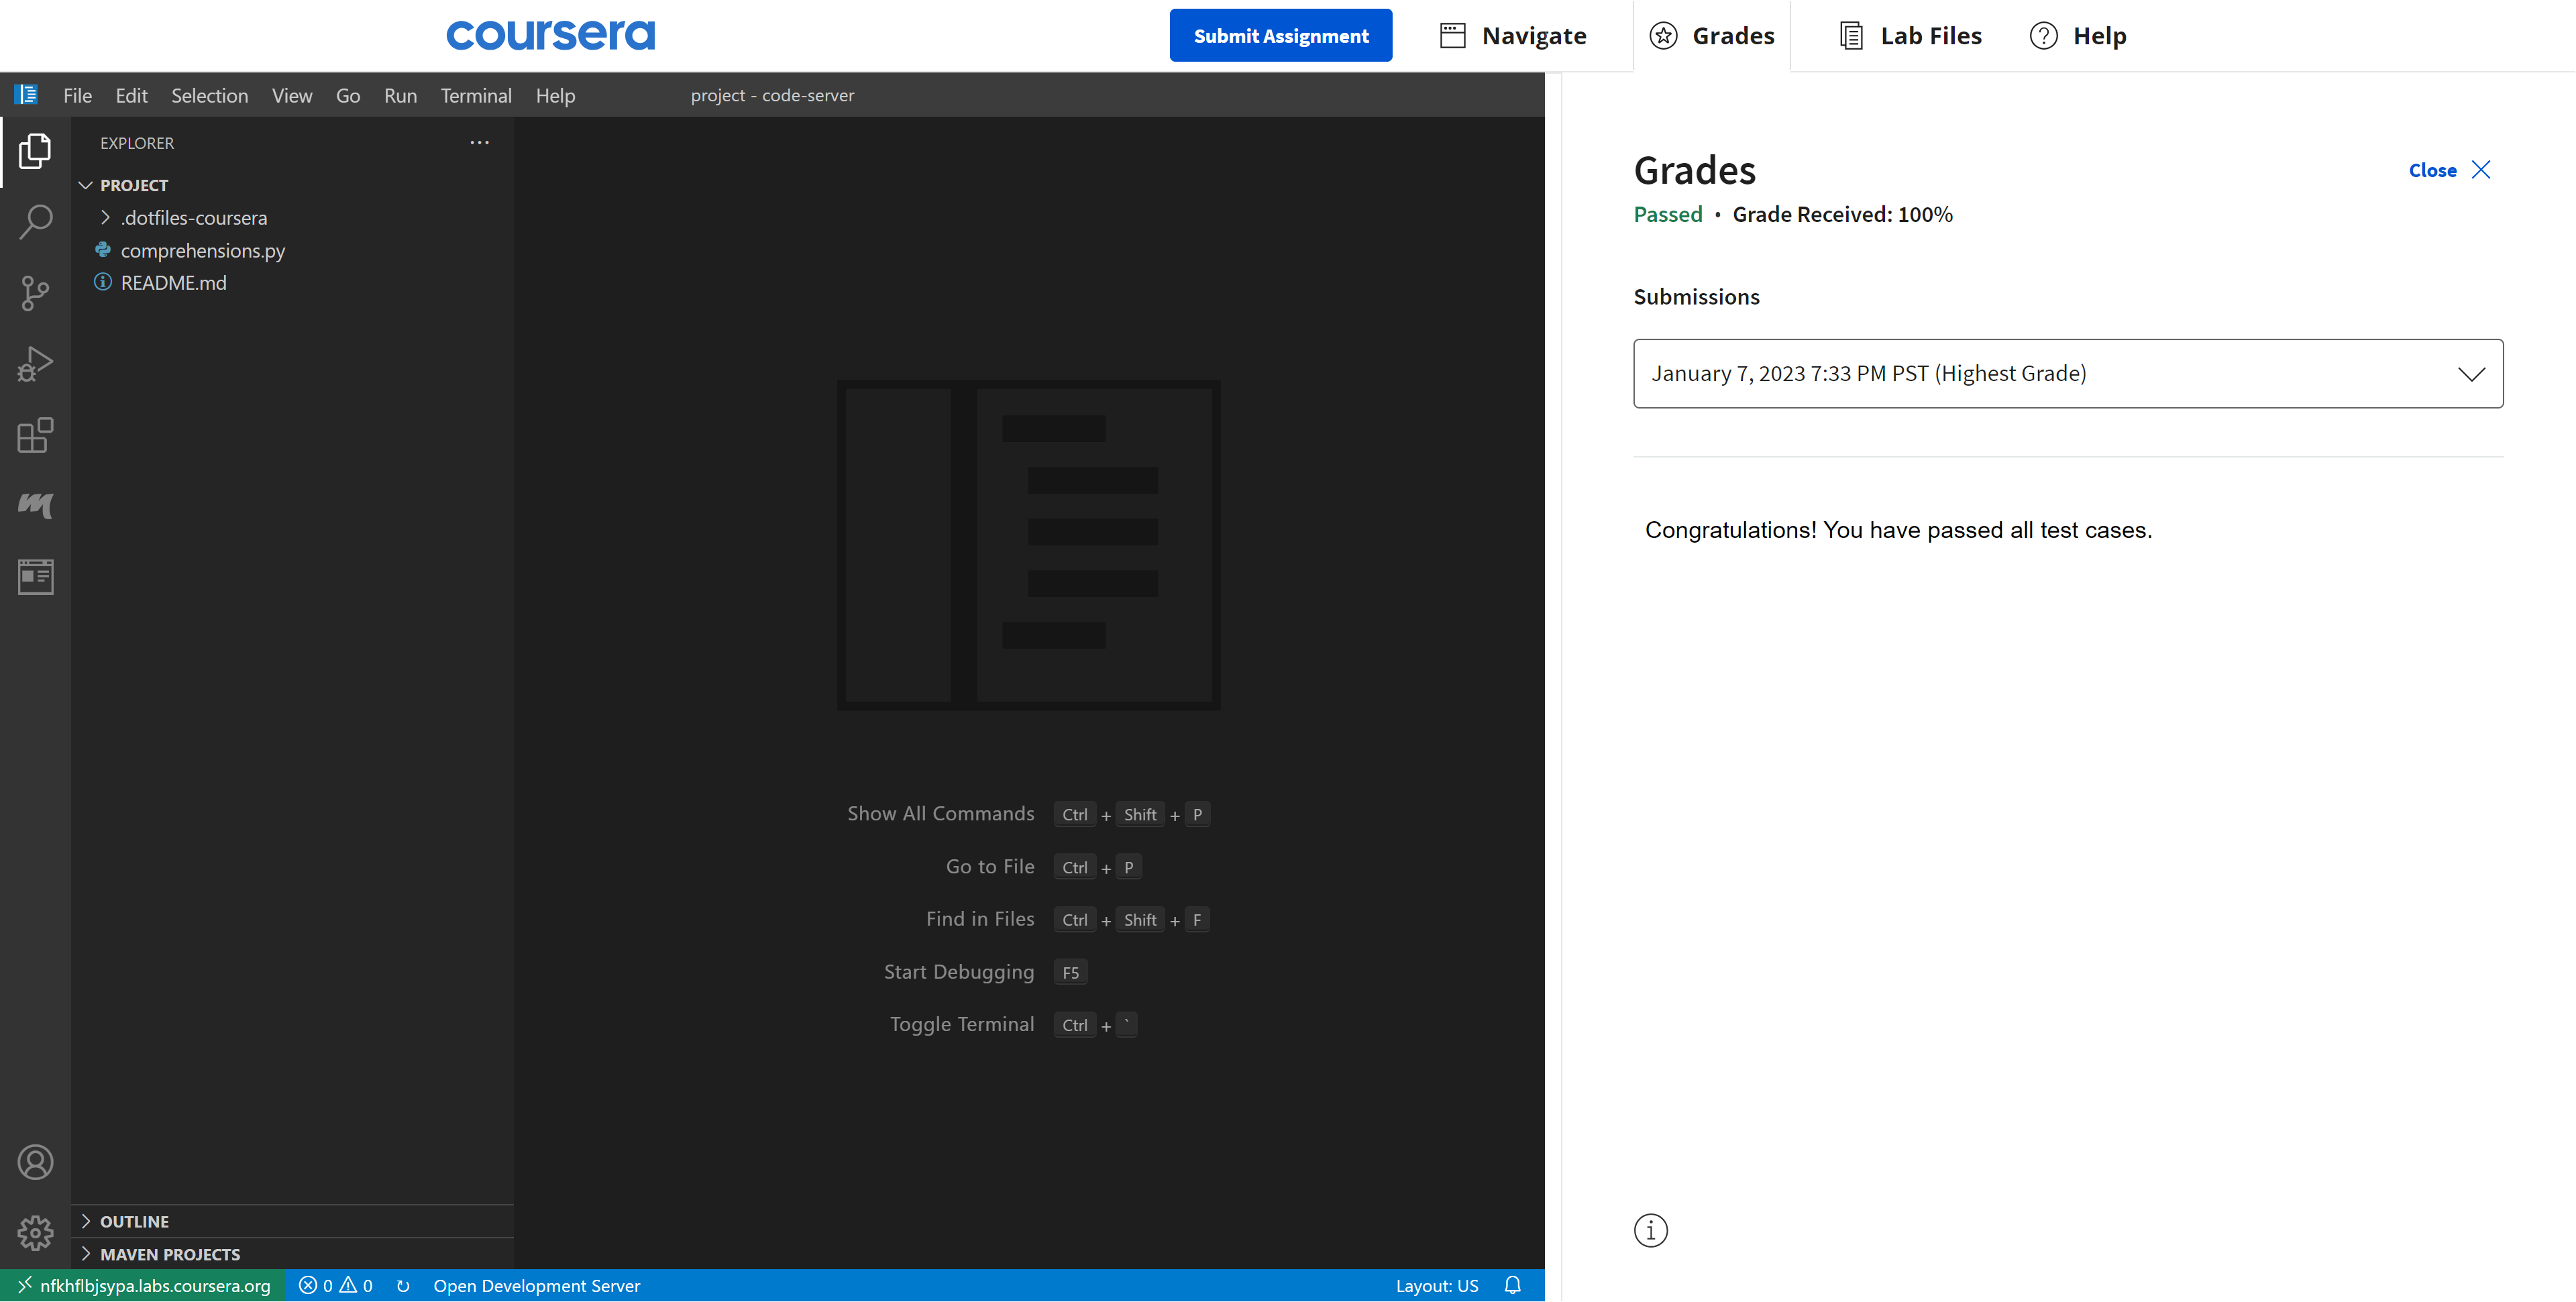 coursera
Submit Assignment
Navigate
Grades
Lab Files
Help
File Edit Selection View Go Run Terminal Help
project - code-server
EXPLORER
PROJECT
.dotfiles-coursera
comprehensions.py
README.md
Show All Commands Ctrl + Shift + P
Go to File Ctrl + P
Find in Files Ctrl + Shift + F
Start Debugging F5
Toggle Terminal Ctrl + `
OUTLINE
MAVEN PROJECTS
nfkhflbjsypa.labs.coursera.org 0 0 Open Development Server
Layout: US
Grades
Close
Passed • Grade Received: 100%
Submissions
January 7, 2023 7:33 PM PST (Highest Grade)
Congratulations! You have passed all test cases.